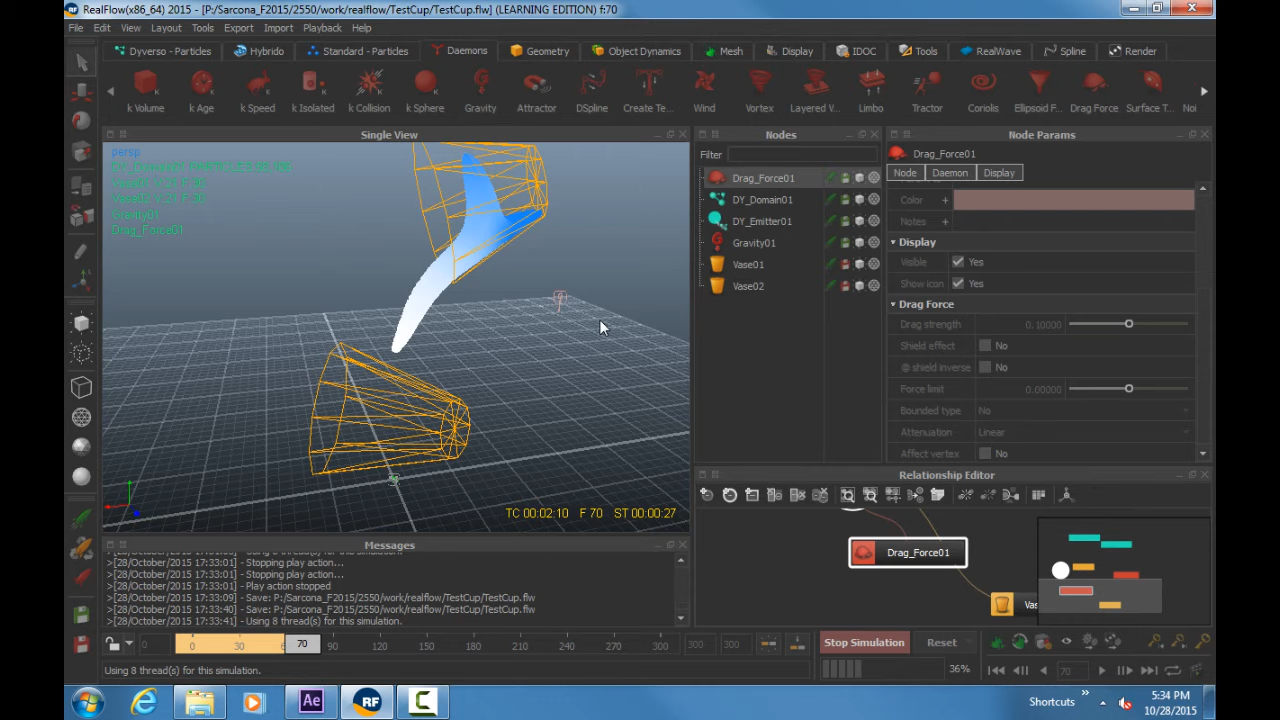 RealFlow(x86_64) 2015 - [P:/Sarcona_F2015/2550/work/realflow/TestCup/TestCup.flw] (LEARNING EDITION) f:70
File Edit View Layout Tools Export Import Playback Help
Dyverso - Particles Hybrido Standard - Particles Daemons Geometry Object Dynamics Mesh Display IDOC Tools RealWave Spline Render
k Volume k Age k Speed k Isolated k Collision k Sphere Gravity Attractor DSpline Create Te... Wind Vortex Layered V... Limbo Tractor Coriolis Ellipsoid F... Drag Force Surface T... Noi
Single View
persp
Gravity01
Drag_Force01
TC 00:02:10 F 70 ST 00:00:27
Nodes
Filter
Drag_Force01
DY_Domain01
DY_Emitter01
Gravity01
Vase01
Vase02
Node Params
Drag_Force01
Node Daemon Display
Color +
Notes +
Display
Visible Yes
Show icon Yes
Drag Force
Drag strength 0.10000
Shield effect No
@ shield inverse No
Force limit 0.00000
Bounded type No
Attenuation Linear
Affect vertex No
Relationship Editor
Drag_Force01
Vas
Messages
>[28/October/2015 17:33:01] - Stopping play action...
>[28/October/2015 17:33:01] - Stopping play action...
>[28/October/2015 17:33:01] - Play action stopped
>[28/October/2015 17:33:09] - Save: P:/Sarcona_F2015/2550/work/realflow/TestCup/TestCup.flw
>[28/October/2015 17:33:40] - Save: P:/Sarcona_F2015/2550/work/realflow/TestCup/TestCup.flw
>[28/October/2015 17:33:41] - Using 8 thread(s) for this simulation.
0 0 30 6 70 90 120 150 180 210 240 270 300 300 300
Stop Simulation Reset
Using 8 thread(s) for this simulation.
36%
70
Ae RF C
Shortcuts
5:34 PM
10/28/2015